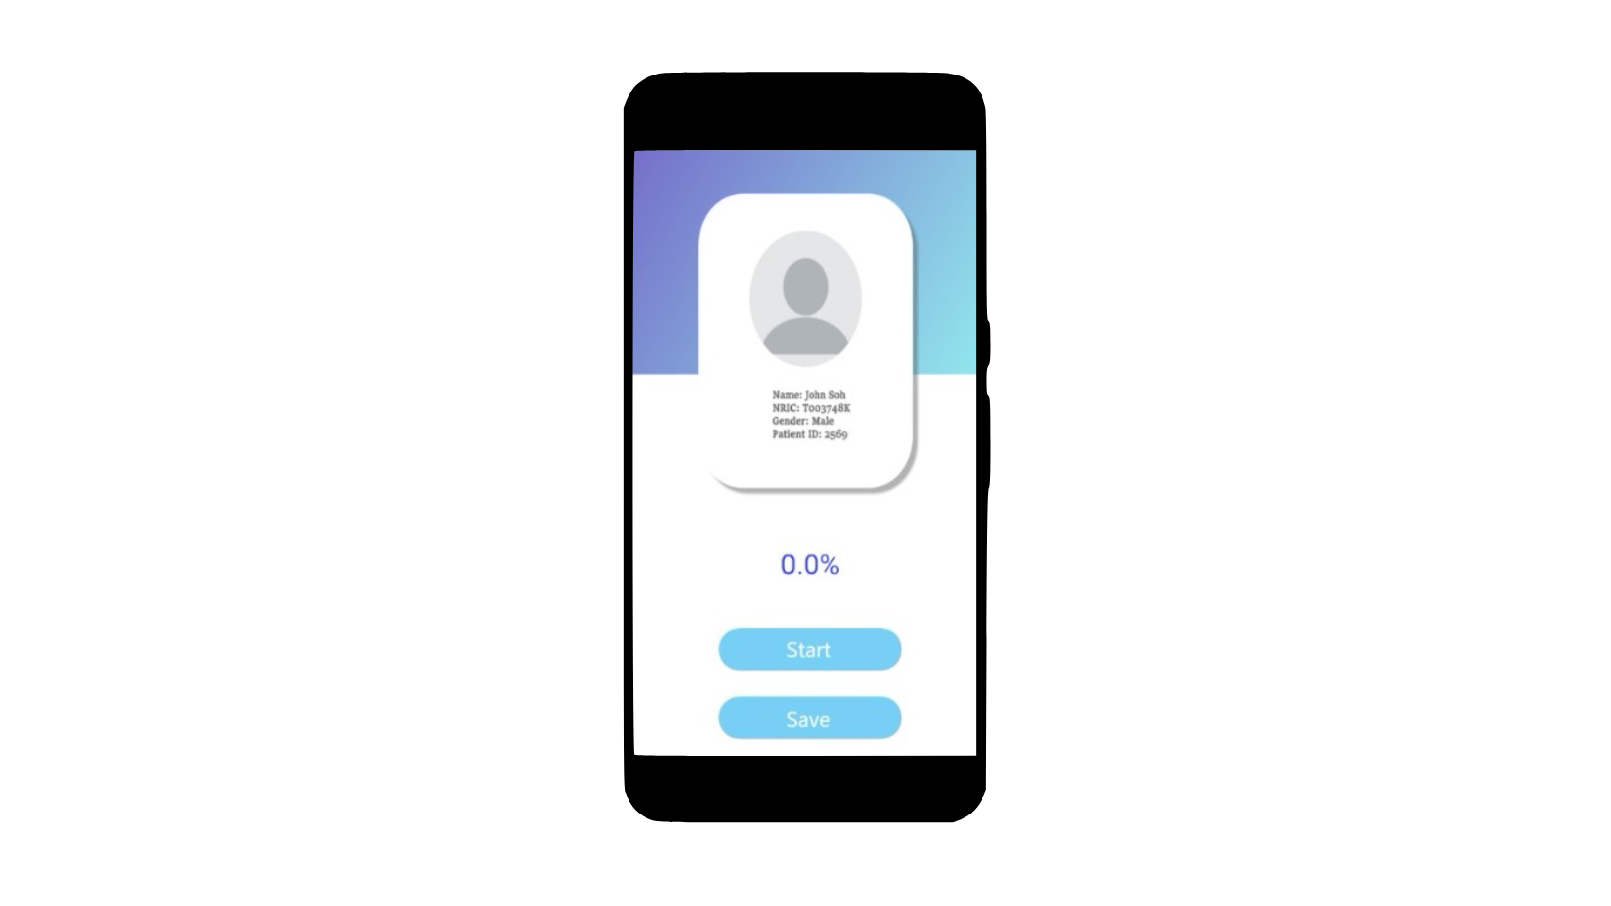 Name: John Soh
NRIC: T003748K
Gender: Male
Patient ID: 2569
0.0%
Start
Save